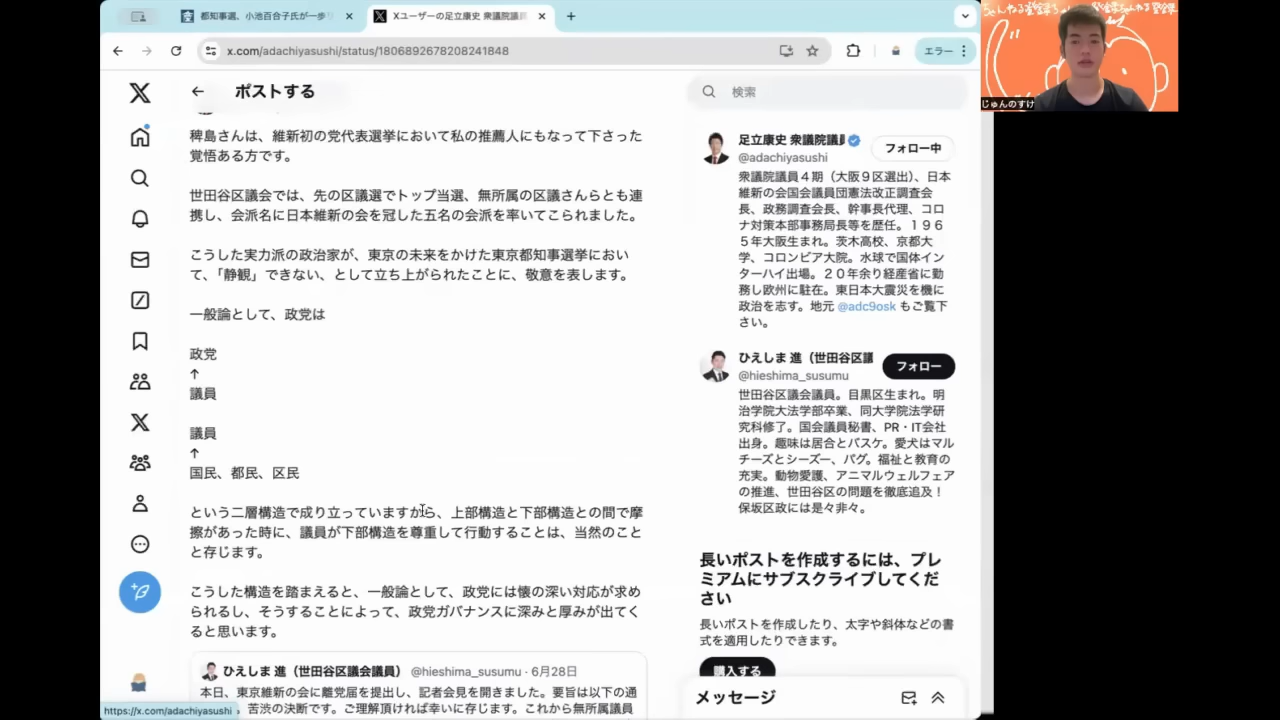 都知事選、小池百合子氏が一歩
Xユーザーの足立康史 衆議院議員
x.com/adachiyasushi/status/1806892678208241848
エラー
じゅんのすけ
ポストする
検索
稗島さんは、維新初の党代表選挙において私の推薦人にもなって下さった
覚悟ある方です。
世田谷区議会では、先の区議選でトップ当選、無所属の区議さんらとも連
携し、会派名に日本維新の会を冠した五名の会派を率いてこられました。
こうした実力派の政治家が、東京の未来をかけた東京都知事選挙におい
て、「静観」できない、として立ち上がられたことに、敬意を表します。
一般論として、政党は
政党
↑
議員
議員
↑
国民、都民、区民
という二層構造で成り立っていますから、上部構造と下部構造との間で摩
擦があった時に、議員が下部構造を尊重して行動することは、当然のこと
と存じます。
こうした構造を踏まえると、一般論として、政党には懐の深い対応が求め
られるし、そうすることによって、政党ガバナンスに深みと厚みが出てく
ると思います。
ひえしま 進（世田谷区議会議員） @hieshima_susumu · 6月28日
本日、東京維新の会に離党届を提出し、記者会見を開きました。要旨は以下の通
苦渋の決断です。ご理解頂ければ幸いに存じます。これから無所属議員
https://x.com/adachiyasushi
足立康史 衆議院議員
フォロー中
@adachiyasushi
衆議院議員４期（大阪９区選出）、日本
維新の会国会議員団憲法改正調査会
長、政務調査会長、幹事長代理、コロ
ナ対策本部事務局長等を歴任。１９６
５年大阪生まれ。茨木高校、京都大
学、コロンビア大院。水球で国体イン
ターハイ出場。２０年余り経産省に勤
務し欧州に駐在。東日本大震災を機に
政治を志す。地元 @adc9osk もご覧下
さい。
ひえしま 進（世田谷区議
フォロー
@hieshima_susumu
世田谷区議会議員。目黒区生まれ。明
治学院大法学部卒業、同大学院法学研
究科修了。国会議員秘書、PR・IT会社
出身。趣味は居合とバスケ。愛犬はマル
チーズとシーズー、パグ。福祉と教育の
充実。動物愛護、アニマルウェルフェア
の推進、世田谷区の問題を徹底追及！
保坂区政には是々非々。
長いポストを作成するには、プレ
ミアムにサブスクライブしてくだ
さい
長いポストを作成したり、太字や斜体などの書
式を適用したりできます。
購入する
メッセージ